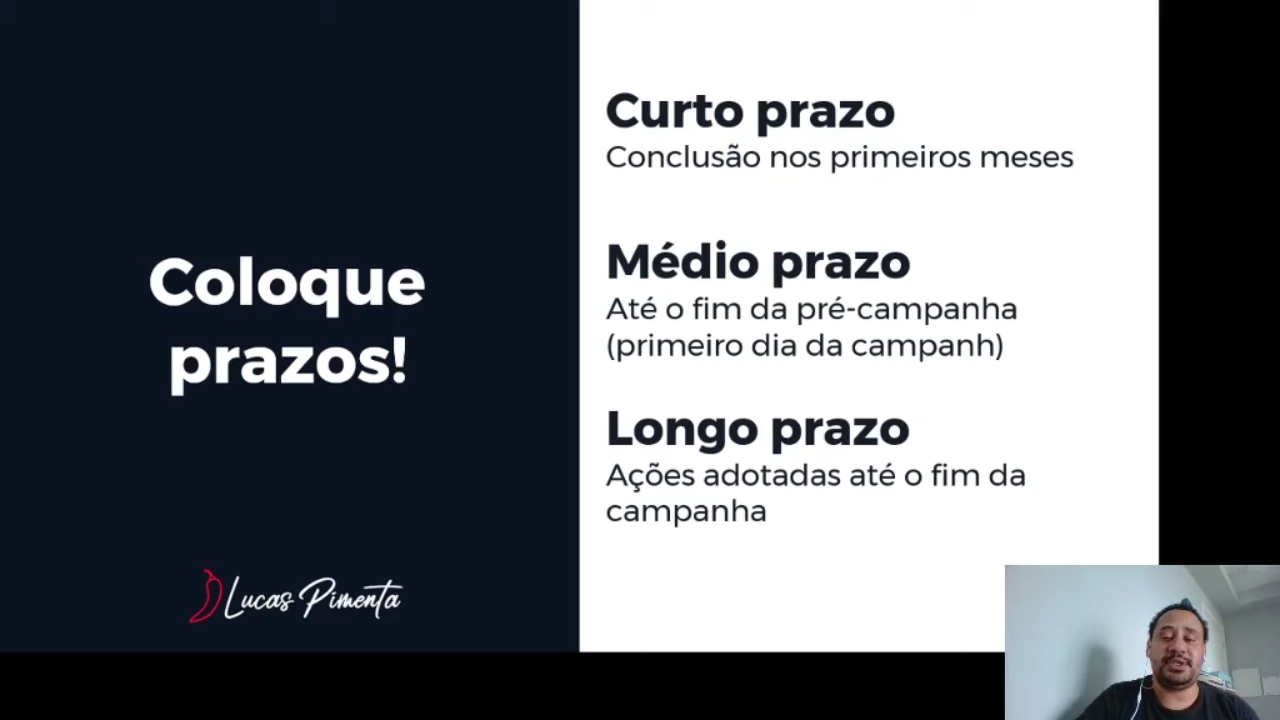 Coloque
prazos!
Lucas Pimenta
Curto prazo
Conclusão nos primeiros meses
Médio prazo
Até o fim da pré-campanha
(primeiro dia da campanh)
Longo prazo
Ações adotadas até o fim da
campanha